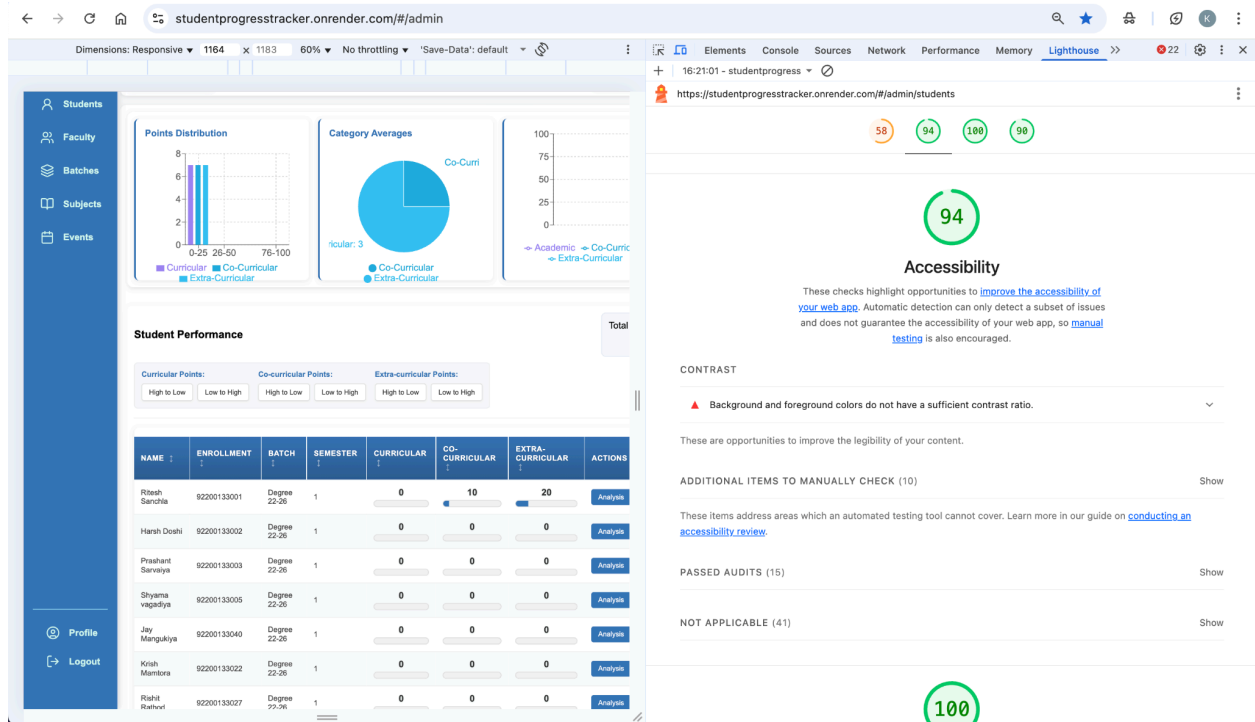 studentprogresstracker.onrender.com/#/admin
K
Dimensions: Responsive ▼ 1164 x 1183 60% ▼ No throttling ▼ 'Save-Data': default
Elements Console Sources Network Performance Memory Lighthouse 22
16:21:01 - studentprogress
https://studentprogresstracker.onrender.com/#/admin/students
58 94 100 90
Students
Faculty
Batches
Subjects
Events
Profile
Logout
Points Distribution
8
6
4
2
0
0-25 26-50 76-100
Curricular Co-Curricular
Extra-Curricular
Category Averages
Co-Curri
ricular: 3
Co-Curricular
Extra-Curricular
100
75
50
25
0
Academic Co-Curric
Extra-Curricular
Student Performance
Total
Curricular Points: Co-curricular Points: Extra-curricular Points:
High to Low Low to High High to Low Low to High High to Low Low to High
NAME ENROLLMENT BATCH SEMESTER CURRICULAR CO-CURRICULAR EXTRA-CURRICULAR ACTIONS
Ritesh Sanchla 92200133001 Degree 22-26 1 0 10 20 Analysis
Harsh Doshi 92200133002 Degree 22-26 1 0 0 0 Analysis
Prashant Sarvaiya 92200133003 Degree 22-26 1 0 0 0 Analysis
Shyama vagadiya 92200133005 Degree 22-26 1 0 0 0 Analysis
Jay Mangukiya 92200133040 Degree 22-26 1 0 0 0 Analysis
Krish Mamtora 92200133022 Degree 22-26 1 0 0 0 Analysis
Rishit Rathod 92200133027 Degree 22-26 1 0 0 0 Analysis
94
Accessibility
These checks highlight opportunities to improve the accessibility of
your web app. Automatic detection can only detect a subset of issues
and does not guarantee the accessibility of your web app, so manual
testing is also encouraged.
CONTRAST
Background and foreground colors do not have a sufficient contrast ratio.
These are opportunities to improve the legibility of your content.
ADDITIONAL ITEMS TO MANUALLY CHECK (10) Show
These items address areas which an automated testing tool cannot cover. Learn more in our guide on conducting an
accessibility review.
PASSED AUDITS (15) Show
NOT APPLICABLE (41) Show
100